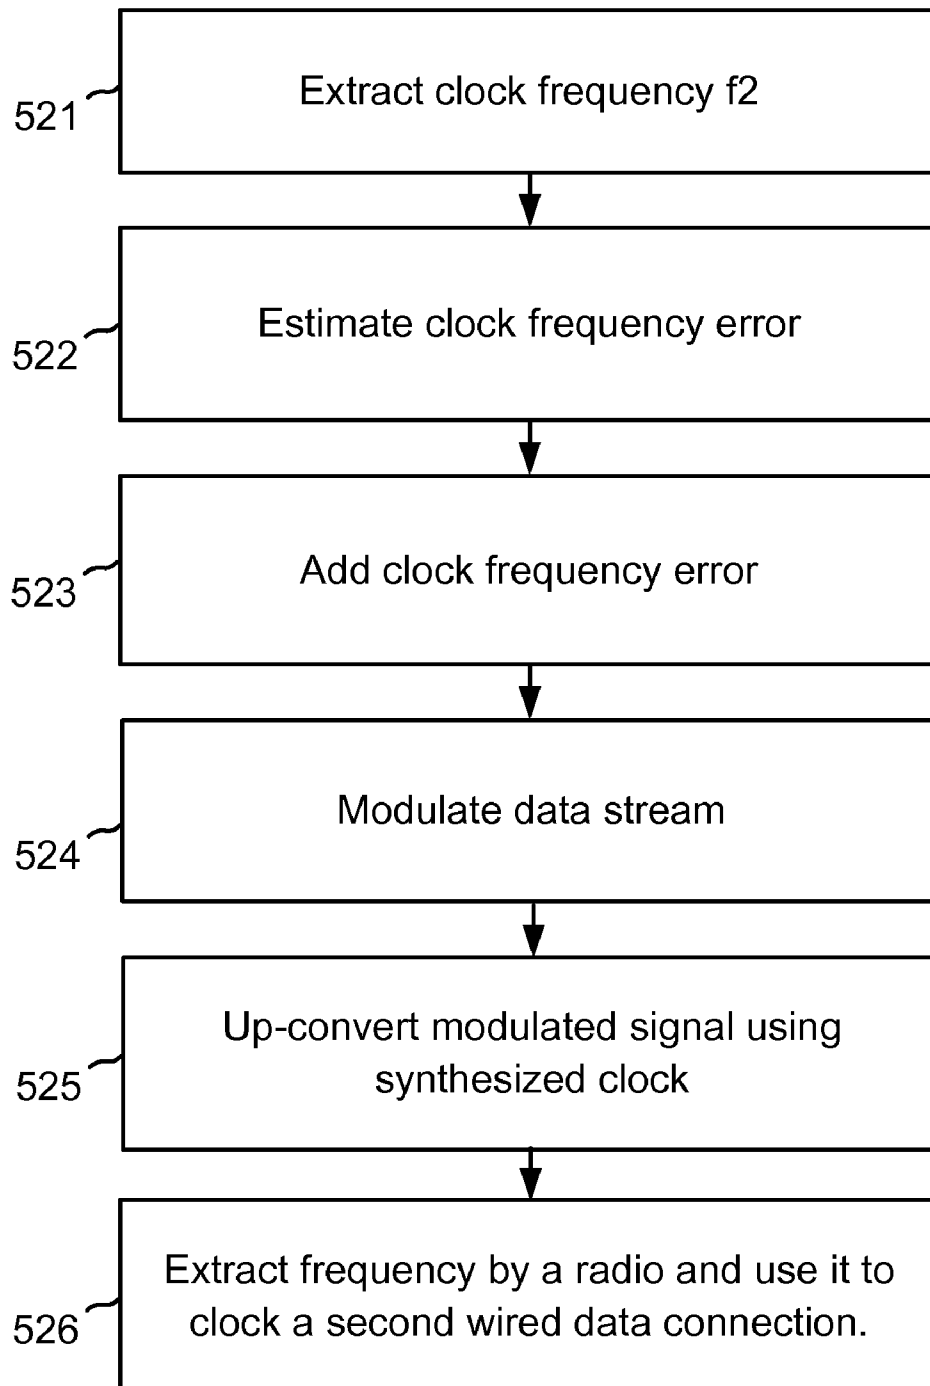 Extract clock frequency f2
521
Estimate clock frequency error
522
Add clock frequency error
523
Modulate data stream
524
Up-convert modulated signal using
synthesized clock
525
Extract frequency by a radio and use it to
clock a second wired data connection.
526